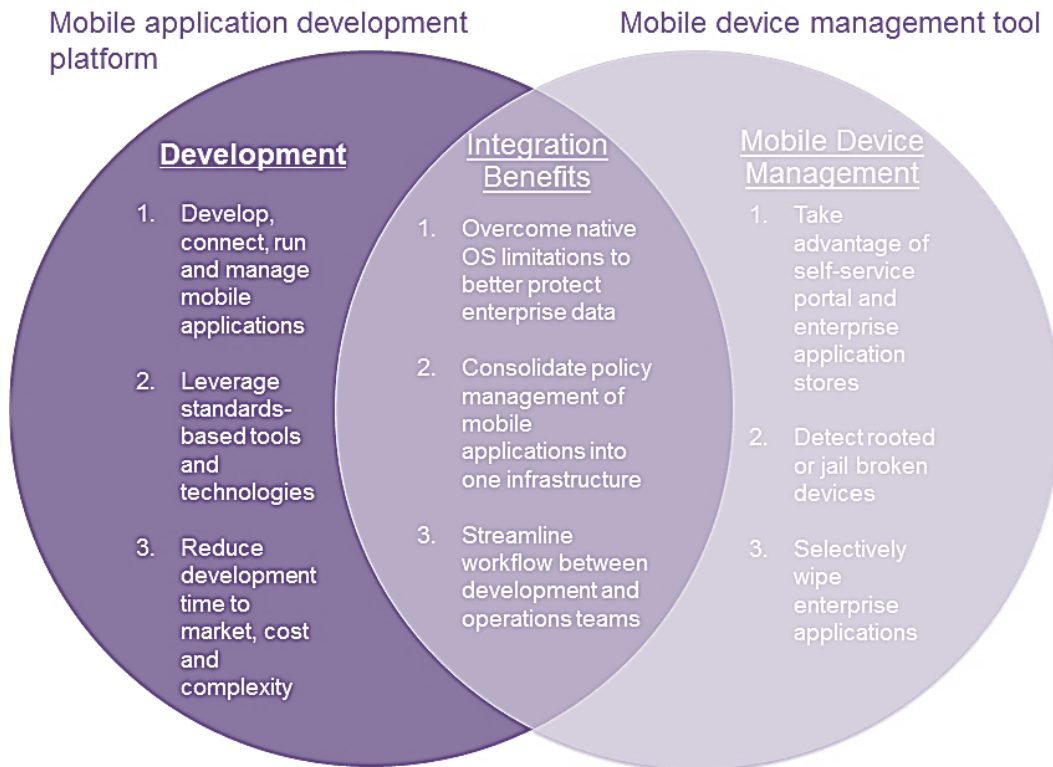 Mobile application development
platform
Mobile device management tool
Development
1. Develop,
connect, run
and manage
mobile
applications
2. Leverage
standards-
based tools
and
technologies
3. Reduce
development
time to
market, cost
and
complexity
Integration
Benefits
1. Overcome native
OS limitations to
better protect
enterprise data
2. Consolidate policy
management of
mobile
applications into
one infrastructure
3. Streamline
workflow between
development and
operations teams
Mobile Device
Management
1. Take
advantage of
self-service
portal and
enterprise
application
stores
2. Detect rooted
or jail broken
devices
3. Selectively
wipe
enterprise
applications